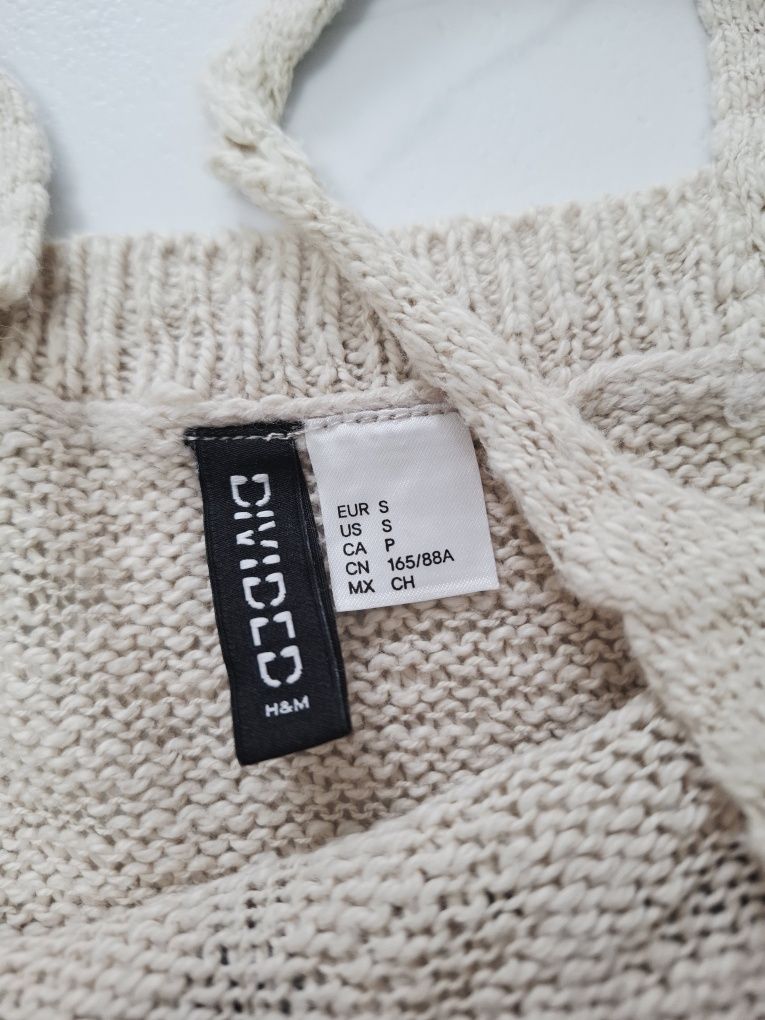 DIVIDED
H&M
EUR S
US S
CA P
CN 165/88A
MX CH